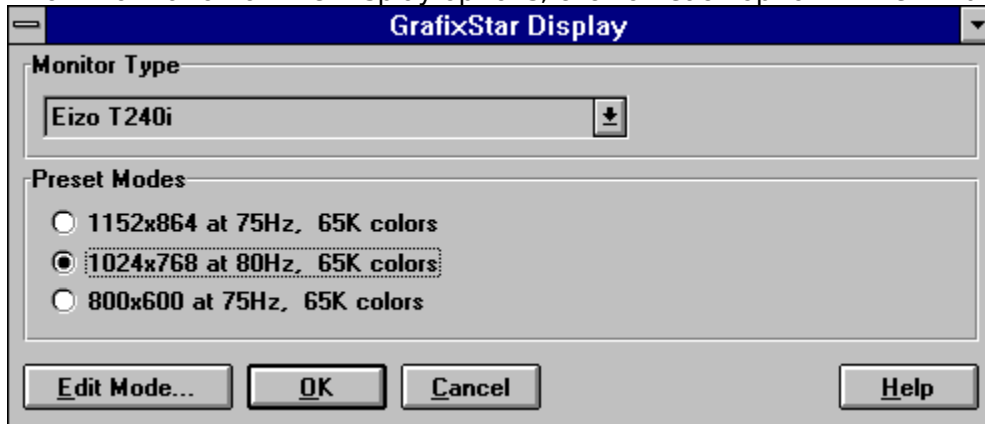 GrafixStar Display
Monitor Type
Eizo T240i
Preset Modes
1152x864 at 75Hz, 65K colors
1024x768 at 80Hz, 65K colors
800x600 at 75Hz, 65K colors
Edit Mode... OK Cancel Help